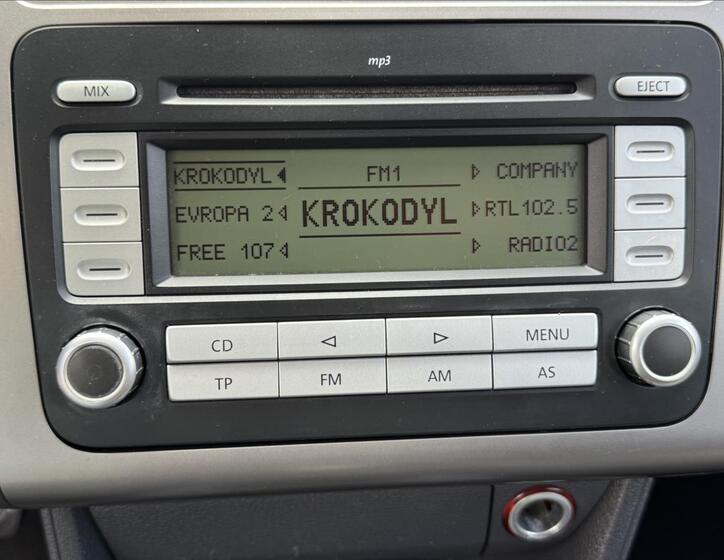 mp3
MIX
EJECT
KROKODYL FM1 COMPANY
EVROPA 2 KROKODYL RTL102.5
FREE 107 RADIO2
CD MENU
TP FM AM AS